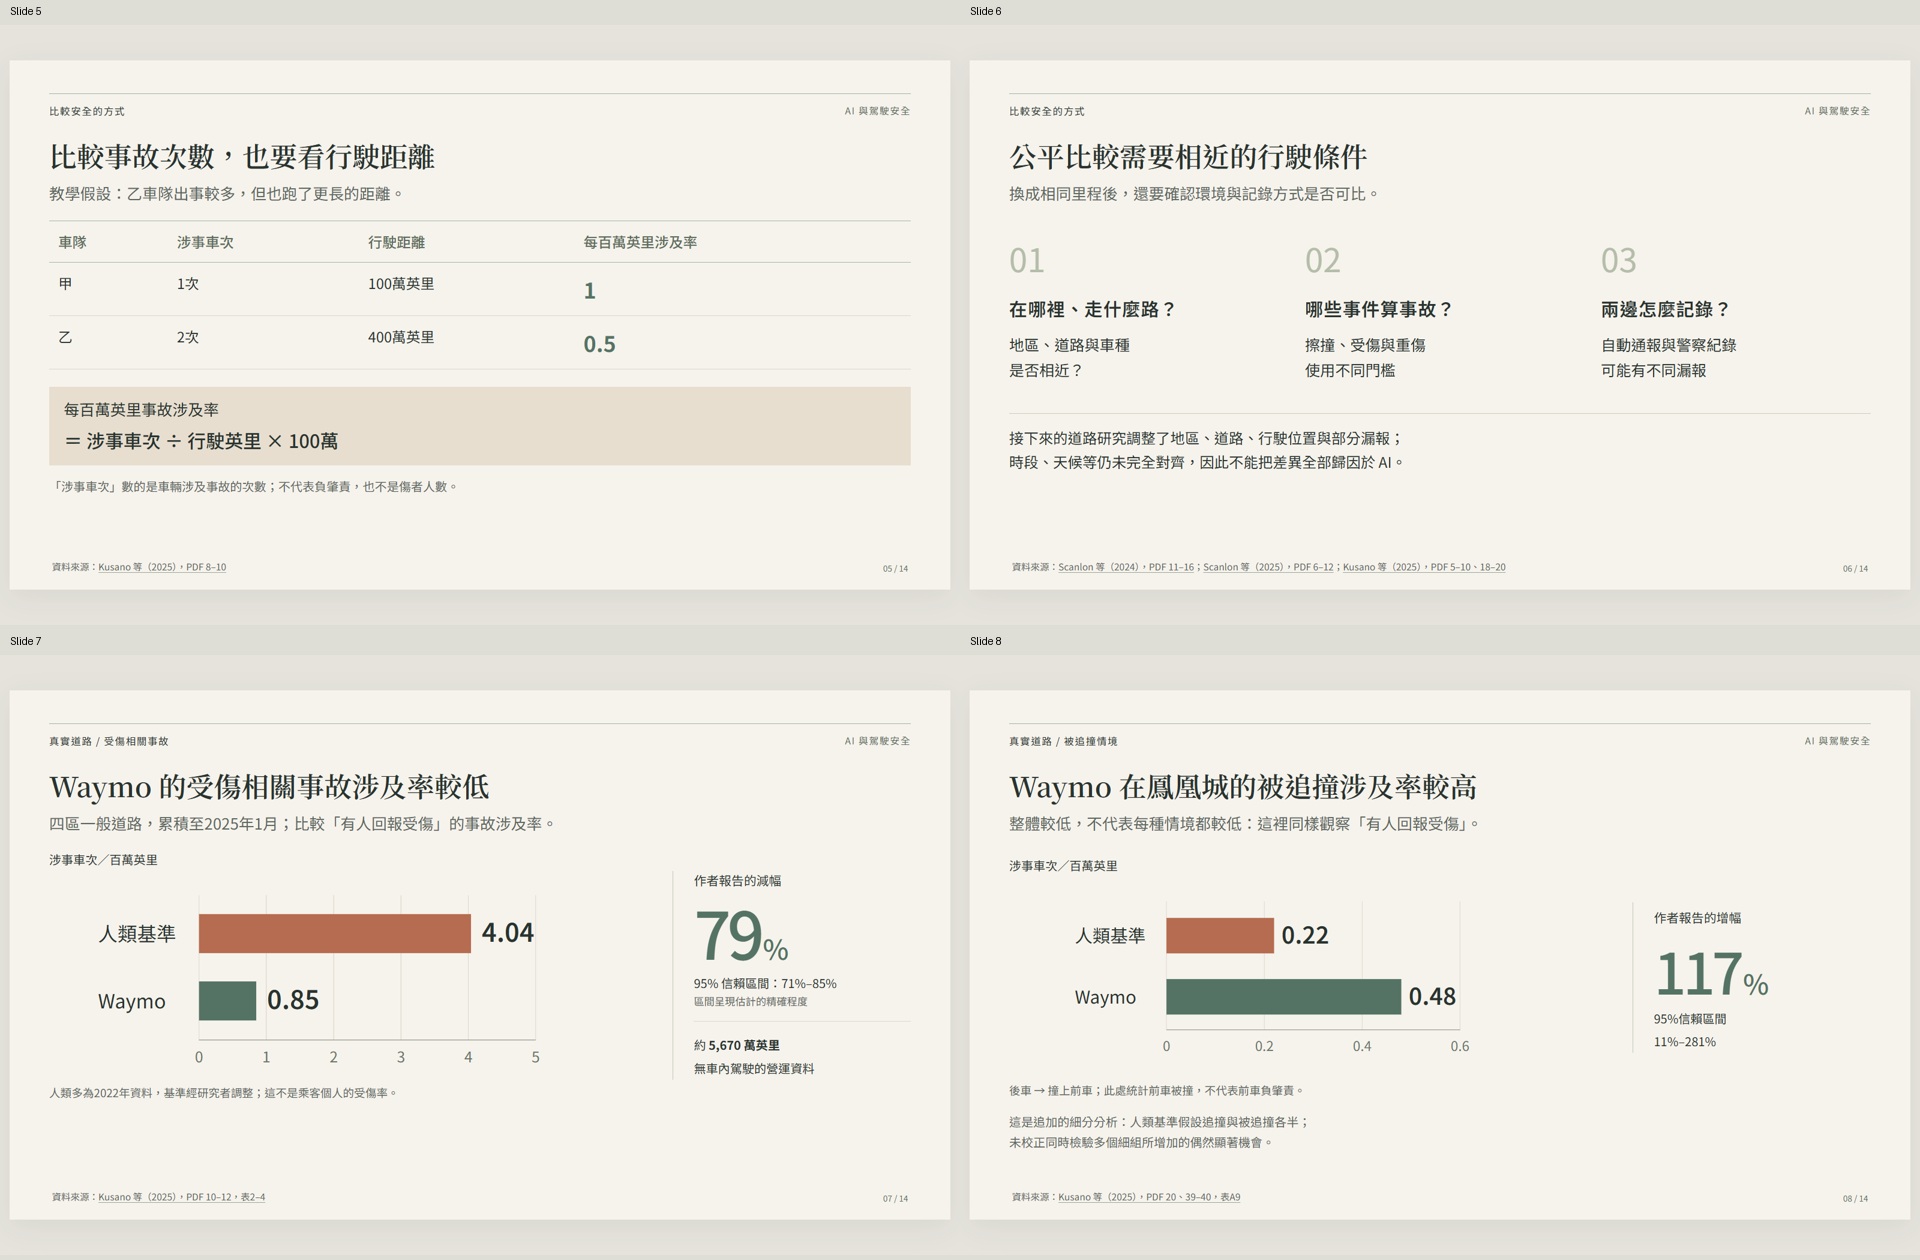 Slide 5
比較安全的方式
AI 與駕駛安全
比較事故次數，也要看行駛距離
教學假設：乙車隊出事較多，但也跑了更長的距離。
車隊 涉事車次 行駛距離 每百萬英里涉及率
甲 1次 100萬英里 1
乙 2次 400萬英里 0.5
每百萬英里事故涉及率
＝ 涉事車次 ÷ 行駛英里 × 100萬
「涉事車次」數的是車輛涉及事故的次數；不代表負肇責，也不是傷者人數。
資料來源：Kusano 等（2025），PDF 8–10
05 / 14
Slide 6
比較安全的方式
AI 與駕駛安全
公平比較需要相近的行駛條件
換成相同里程後，還要確認環境與記錄方式是否可比。
01
在哪裡、走什麼路？
地區、道路與車種
是否相近？
02
哪些事件算事故？
擦撞、受傷與重傷
使用不同門檻
03
兩邊怎麼記錄？
自動通報與警察紀錄
可能有不同漏報
接下來的道路研究調整了地區、道路、行駛位置與部分漏報；
時段、天候等仍未完全對齊，因此不能把差異全部歸因於 AI。
資料來源：Scanlon 等（2024），PDF 11–16；Scanlon 等（2025），PDF 6–12；Kusano 等（2025），PDF 5–10、18–20
06 / 14
Slide 7
真實道路 / 受傷相關事故
AI 與駕駛安全
Waymo 的受傷相關事故涉及率較低
四區一般道路，累積至2025年1月；比較「有人回報受傷」的事故涉及率。
涉事車次／百萬英里
人類基準 4.04
Waymo 0.85
0 1 2 3 4 5
作者報告的減幅
79%
95% 信賴區間：71%–85%
區間呈現估計的精確程度
約 5,670 萬英里
無車內駕駛的營運資料
人類多為2022年資料，基準經研究者調整；這不是乘客個人的受傷率。
資料來源：Kusano 等（2025），PDF 10–12，表2–4
07 / 14
Slide 8
真實道路 / 被追撞情境
AI 與駕駛安全
Waymo 在鳳凰城的被追撞涉及率較高
整體較低，不代表每種情境都較低：這裡同樣觀察「有人回報受傷」。
涉事車次／百萬英里
人類基準 0.22
Waymo 0.48
0 0.2 0.4 0.6
作者報告的增幅
117%
95%信賴區間
11%–281%
後車 → 撞上前車；此處統計前車被撞，不代表前車負肇責。
這是追加的細分分析：人類基準假設追撞與被追撞各半；
未校正同時檢驗多個細組所增加的偶然顯著機會。
資料來源：Kusano 等（2025），PDF 20、39–40，表A9
08 / 14